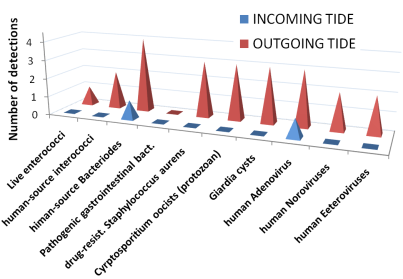 INCOMING TIDE
OUTGOING TIDE
Number of detections
4
3
2
1
0
Live enterococci
human-source interococci
himan-source Bacteriodes
Pathogenic gastrointestinal bact.
drug-resist. Staphylococcus aurens
Cyrptosporitium oocists (protozoan)
Giardia cysts
human Adenovirus
human Noroviruses
human Eeteroviruses